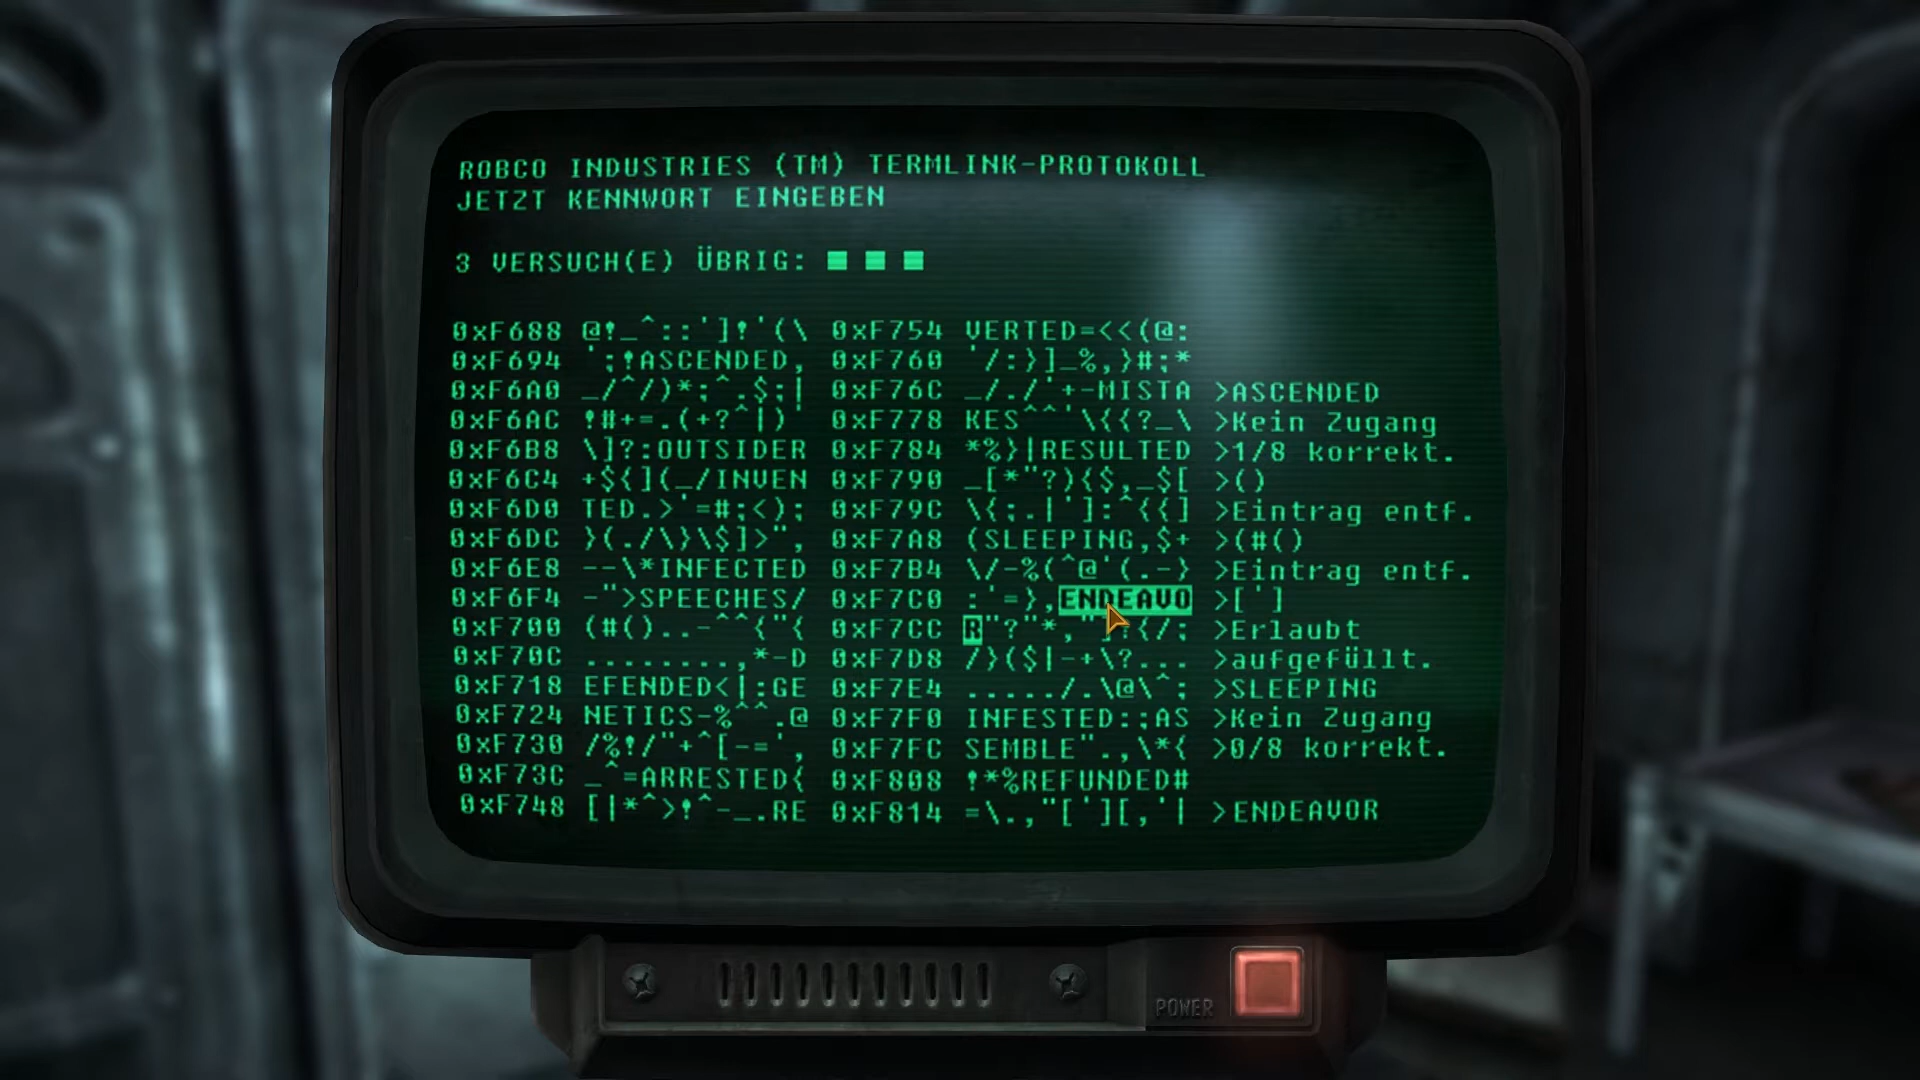 ROBCO INDUSTRIES (TM) TERMLINK-PROTOKOLL
JETZT KENNWORT EINGEBEN
3 VERSUCH(E) ÜBRIG: ■ ■ ■
0xF688 @!_^::']!'(\ 0xF754 VERTED=<<(@:
0xF694 ';!ASCENDED, 0xF760 '/:}]_%,}#;*
0xF6A0 _/^/)*;^.$;| 0xF76C _/./'+-MISTA >ASCENDED
0xF6AC !#+=.(+?^|)' 0xF778 KES^^'\{{?_\ >Kein Zugang
0xF6B8 \]?:OUTSIDER 0xF784 *%}|RESULTED >1/8 korrekt.
0xF6C4 +${](_/INVEN 0xF790 _[*"?){$,_$[ >()
0xF6D0 TED.>'=#;<); 0xF79C \{;.|']:^{{] >Eintrag entf.
0xF6DC }(./\}\$]>", 0xF7A8 (SLEEPING,$+ >(#()
0xF6E8 --\*INFECTED 0xF7B4 \/-%(^@'(.-} >Eintrag entf.
0xF6F4 -">SPEECHES/ 0xF7C0 :'=},ENDEAVO >[']
0xF700 (#()..-^^{"{ 0xF7CC >Erlaubt
0xF70C ........,*-D 0xF7D8 /}($|-+\?... >aufgefüllt.
0xF718 EFENDED<|:GE 0xF7E4 ...../.\@\^; >SLEEPING
0xF724 NETICS-%^^.@ 0xF7F0 INFESTED:;AS >Kein Zugang
0xF730 /%!/"+^[-=', 0xF7FC SEMBLE".,\*{ >0/8 korrekt.
0xF73C _^=ARRESTED{ 0xF808 !*%REFUNDED#
0xF748 [|*^>!^-_.RE 0xF814 =\.,"['][,'| >ENDEAVOR
POWER